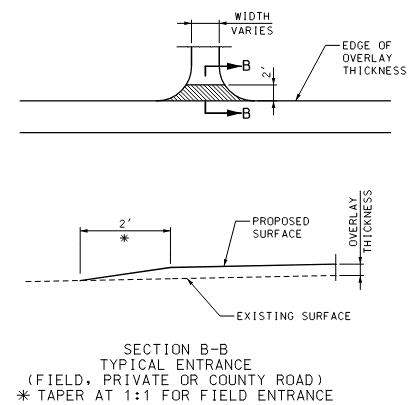 WIDTH
VARIES
B
2'
EDGE OF
OVERLAY
THICKNESS
B
2'
*
PROPOSED
SURFACE
OVERLAY
THICKNESS
EXISTING SURFACE
SECTION B-B
TYPICAL ENTRANCE
(FIELD, PRIVATE OR COUNTY ROAD)
* TAPER AT 1:1 FOR FIELD ENTRANCE